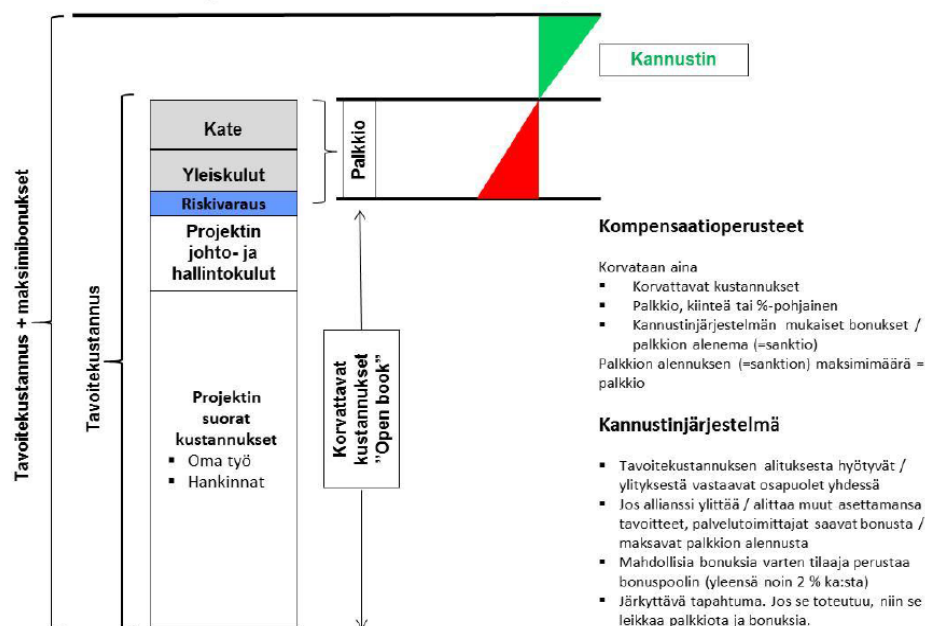 Kannustin
Tavoitekustannus + maksimibonukset
Tavoitekustannus
Kate
Yleiskulut
Riskivaraus
Projektin
johto- ja
hallintokulut
Projektin
suorat
kustannukset
▪ Oma työ
▪ Hankinnat
Palkkio
Korvattavat
kustannukset
”Open book”
Kompensaatioperusteet
Korvataan aina
▪ Korvattavat kustannukset
▪ Palkkio, kiinteä tai %-pohjainen
▪ Kannustinjärjestelmän mukaiset bonukset /
palkkion alenema (=sanktio)
Palkkion alennuksen (=sanktion) maksimimäärä =
palkkio
Kannustinjärjestelmä
▪ Tavoitekustannuksen alituksesta hyötyvät /
ylityksestä vastaavat osapuolet yhdessä
▪ Jos allianssi ylittää / alittaa muut asettamansa
tavoitteet, palvelutoimittajat saavat bonusta /
maksavat palkkion alennusta
▪ Mahdollisia bonuksia varten tilaaja perustaa
bonuspoolin (yleensä noin 2 % ka:sta)
▪ Järkyttävä tapahtuma. Jos se toteutuu, niin se
leikkaa palkkiota ja bonuksia.